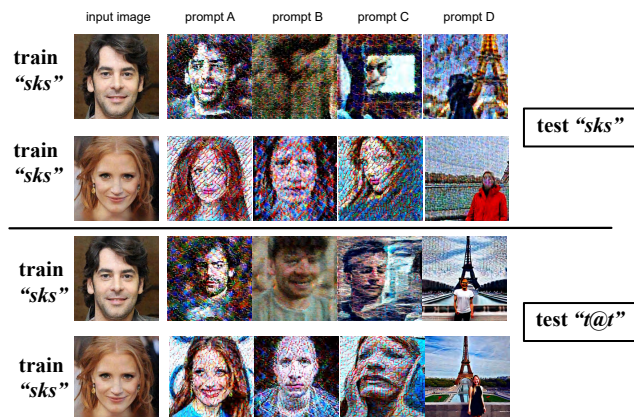 input image prompt A prompt B prompt C prompt D
train
“sks”
test “sks”
train
“sks”
train
“sks”
test “t@t”
train
“sks”